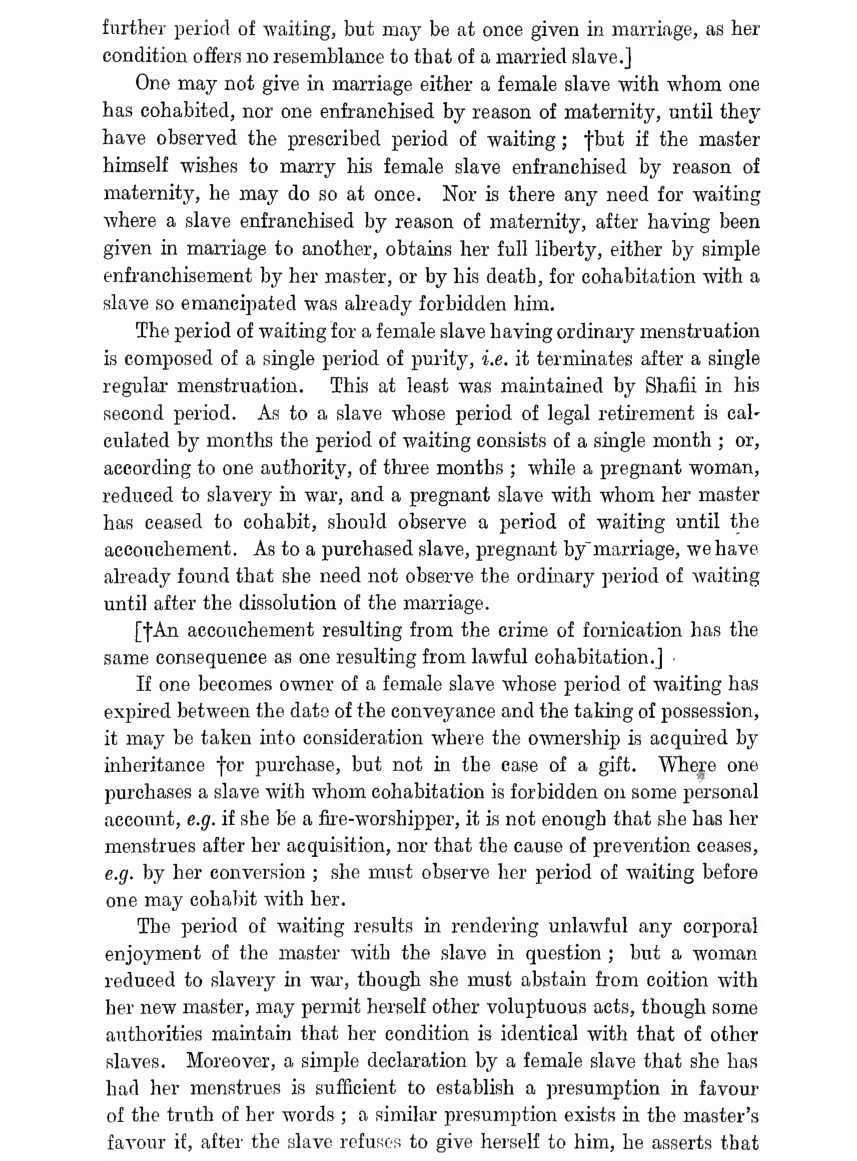 further period of waiting, but may be at once given in marriage, as her
condition offers no resemblance to that of a married slave.]
One may not give in marriage either a female slave with whom one
has cohabited, nor one enfranchised by reason of maternity, until they
have observed the prescribed period of waiting ; †but if the master
himself wishes to marry his female slave enfranchised by reason of
maternity, he may do so at once. Nor is there any need for waiting
where a slave enfranchised by reason of maternity, after having been
given in marriage to another, obtains her full liberty, either by simple
enfranchisement by her master, or by his death, for cohabitation with a
slave so emancipated was already forbidden him.
The period of waiting for a female slave having ordinary menstruation
is composed of a single period of purity, i.e. it terminates after a single
regular menstruation. This at least was maintained by Shafii in his
second period. As to a slave whose period of legal retirement is cal-
culated by months the period of waiting consists of a single month ; or,
according to one authority, of three months ; while a pregnant woman,
reduced to slavery in war, and a pregnant slave with whom her master
has ceased to cohabit, should observe a period of waiting until the
accouchement. As to a purchased slave, pregnant by marriage, we have
already found that she need not observe the ordinary period of waiting
until after the dissolution of the marriage.
[†An accouchement resulting from the crime of fornication has the
same consequence as one resulting from lawful cohabitation.]
If one becomes owner of a female slave whose period of waiting has
expired between the date of the conveyance and the taking of possession,
it may be taken into consideration where the ownership is acquired by
inheritance †or purchase, but not in the case of a gift. Where one
purchases a slave with whom cohabitation is forbidden on some personal
account, e.g. if she be a fire-worshipper, it is not enough that she has her
menstrues after her acquisition, nor that the cause of prevention ceases,
e.g. by her conversion ; she must observe her period of waiting before
one may cohabit with her.
The period of waiting results in rendering unlawful any corporal
enjoyment of the master with the slave in question ; but a woman
reduced to slavery in war, though she must abstain from coition with
her new master, may permit herself other voluptuous acts, though some
authorities maintain that her condition is identical with that of other
slaves. Moreover, a simple declaration by a female slave that she has
had her menstrues is sufficient to establish a presumption in favour
of the truth of her words ; a similar presumption exists in the master's
favour if, after the slave refuses to give herself to him, he asserts that